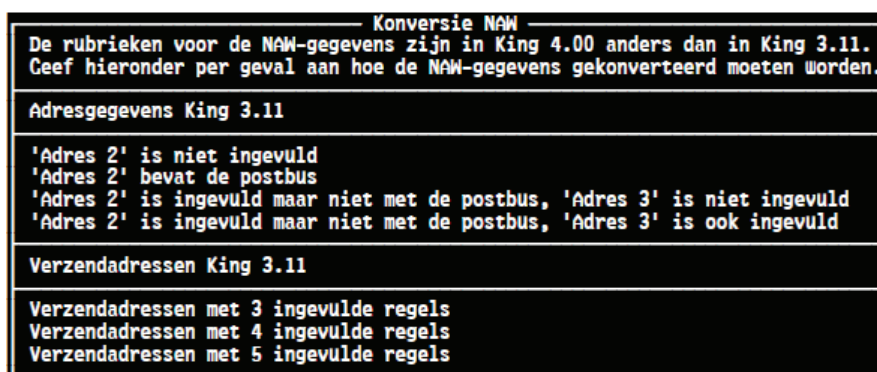 Konversie NAW
De rubrieken voor de NAW-gegevens zijn in King 4.00 anders dan in King 3.11.
Geef hieronder per geval aan hoe de NAW-gegevens gekonverteerd moeten worden.
Adresgegevens King 3.11
'Adres 2' is niet ingevuld
'Adres 2' bevat de postbus
'Adres 2' is ingevuld maar niet met de postbus, 'Adres 3' is niet ingevuld
'Adres 2' is ingevuld maar niet met de postbus, 'Adres 3' is ook ingevuld
Verzendadressen King 3.11
Verzendadressen met 3 ingevulde regels
Verzendadressen met 4 ingevulde regels
Verzendadressen met 5 ingevulde regels